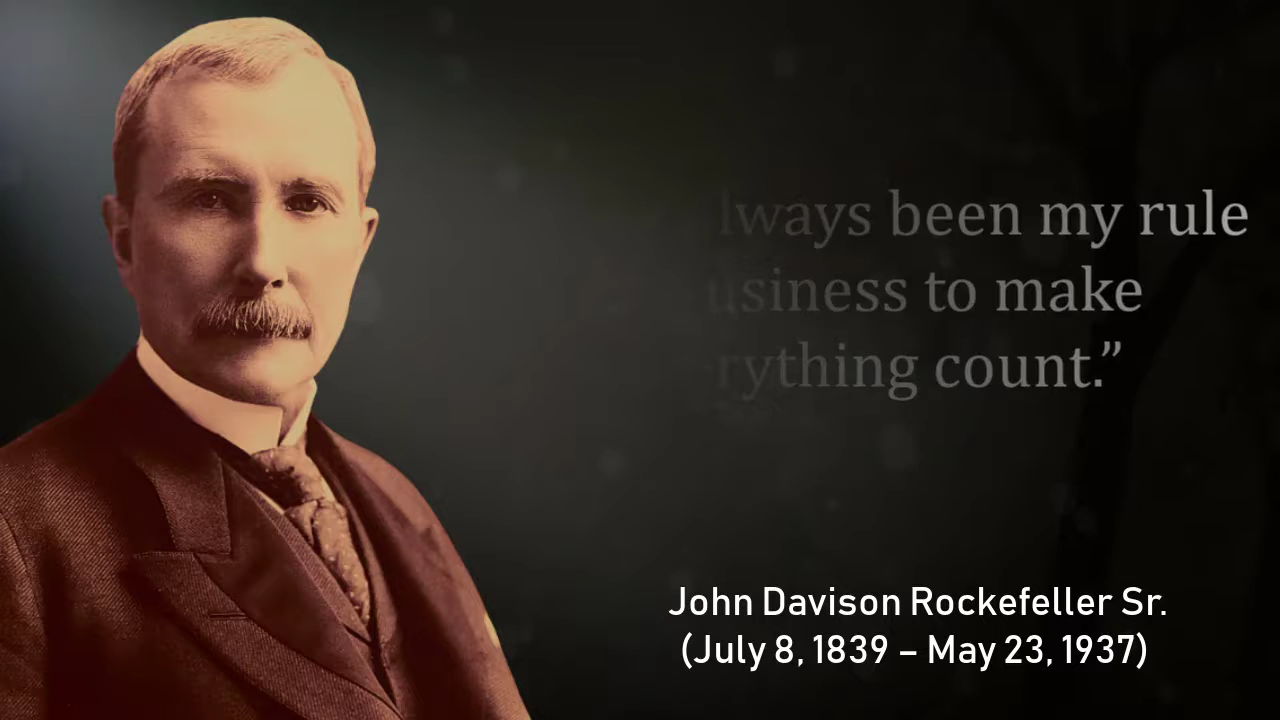 lways been my rule
usiness to make
rything count.”
John Davison Rockefeller Sr.
(July 8, 1839 – May 23, 1937)